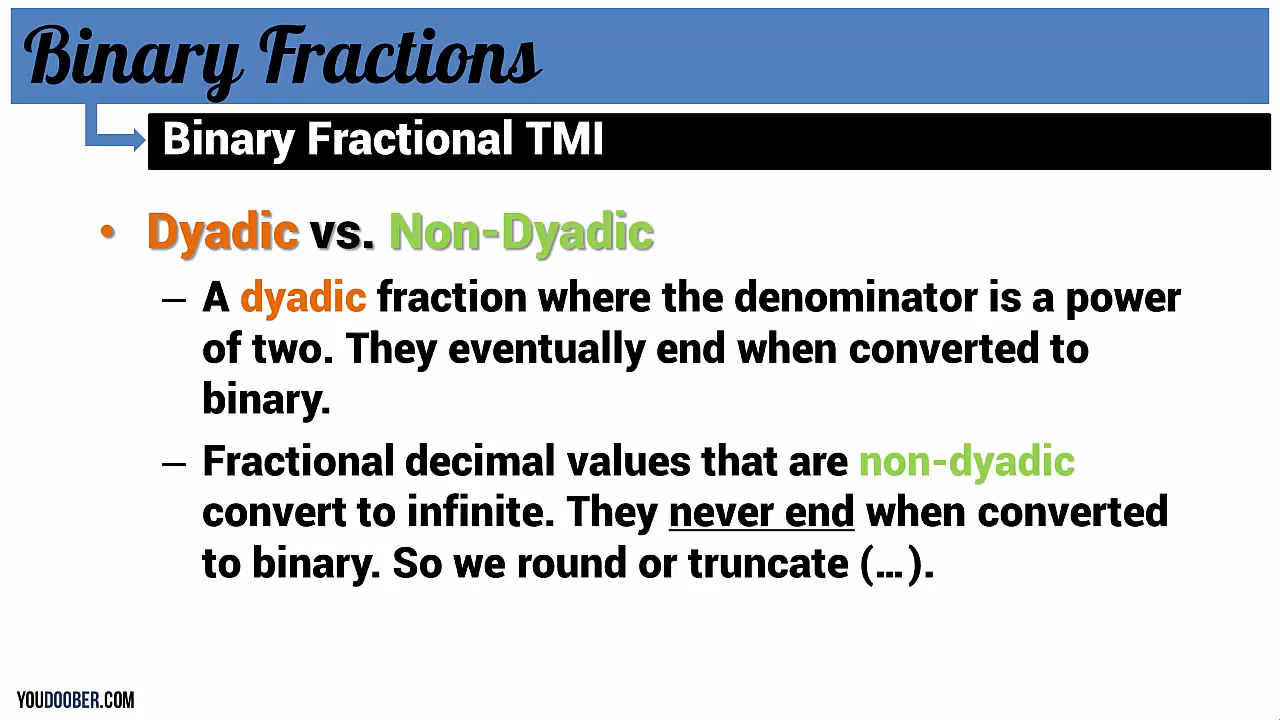 Binary Fractions
Binary Fractional TMI
• Dyadic vs. Non-Dyadic
– A dyadic fraction where the denominator is a power
of two. They eventually end when converted to
binary.
– Fractional decimal values that are non-dyadic
convert to infinite. They never end when converted
to binary. So we round or truncate (...).
YOUDOOBER.COM